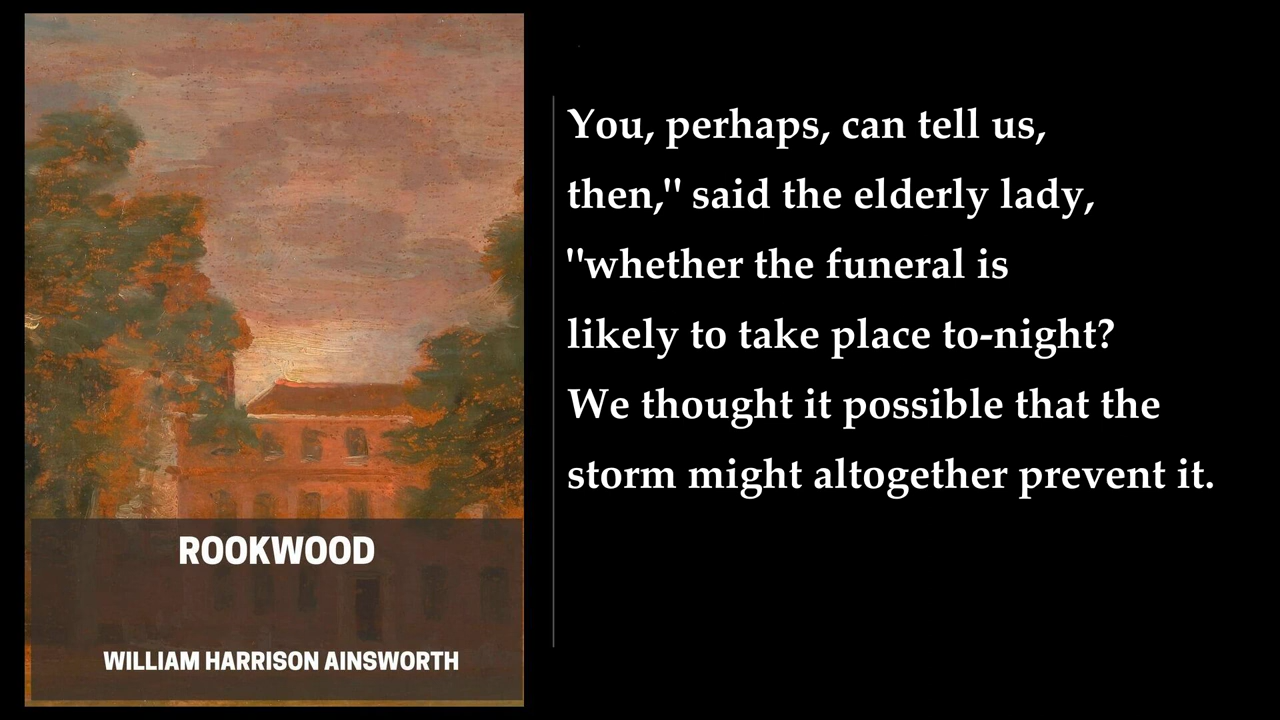 ROOKWOOD
WILLIAM HARRISON AINSWORTH
You, perhaps, can tell us,
then," said the elderly lady,
"whether the funeral is
likely to take place to-night?
We thought it possible that the
storm might altogether prevent it.